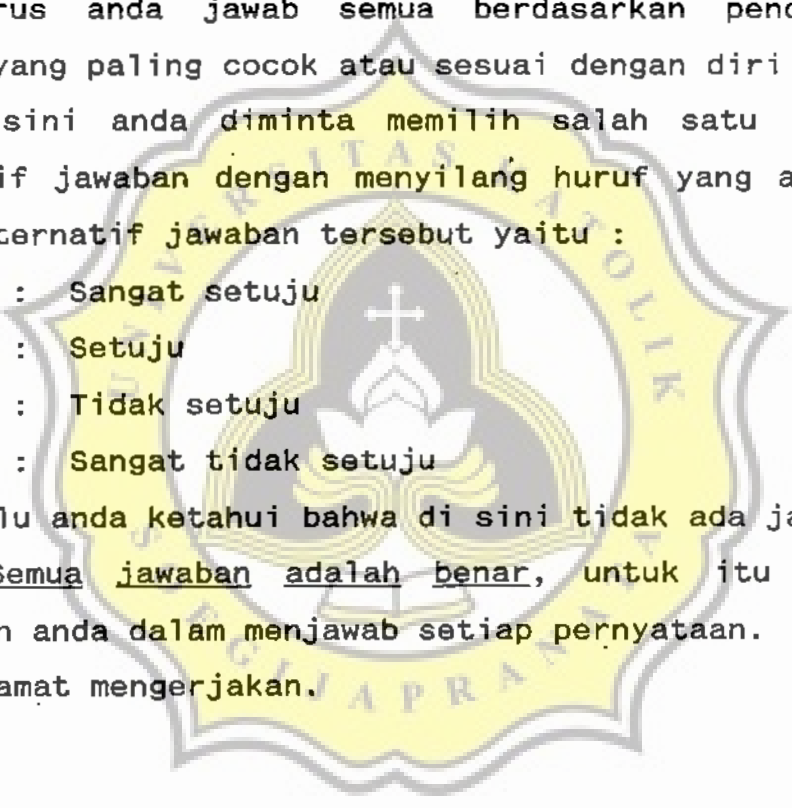 rus anda jawab semua berdasarkan pend
yang paling cocok atau sesuai dengan diri
sini anda diminta memilih salah satu
if jawaban dengan menyilang huruf yang a
ternatif jawaban tersebut yaitu :
: Sangat setuju
: Setuju
: Tidak setuju
: Sangat tidak setuju
lu anda ketahui bahwa di sini tidak ada ja
Semua jawaban adalah benar, untuk itu
n anda dalam menjawab setiap pernyataan.
amat mengerjakan.
UNIVERSITAS KATOLIK
SOEGIJAPRANATA